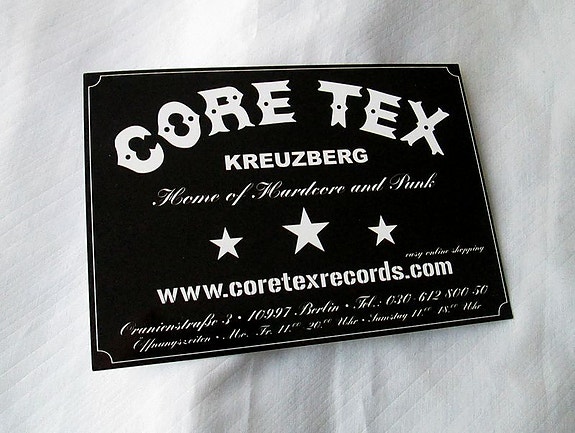 CORE TEX
KREUZBERG
Home of Hardcore and Punk
easy online shopping
www.coretexrecords.com
Oranienstraße 3 • 10997 Berlin • Tel.: 030-612 800 50
Öffnungszeiten • Mo. Fr. 11.00 20.00 Uhr • Samstag 11.00 18.00 Uhr